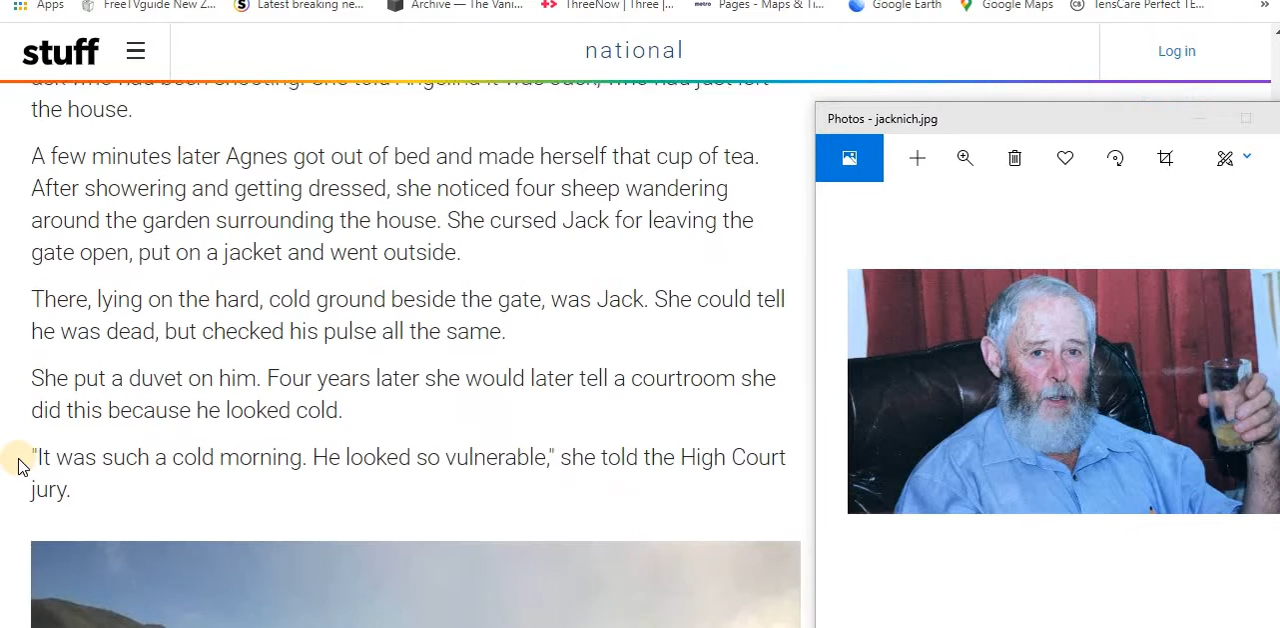 Apps FreeTVguide New Z... Latest breaking ne... Archive — The Vani... ThreeNow | Three |... metro Pages - Maps & Ti... Google Earth Google Maps TensCare Perfect TE... »
stuff national Log in
the house.
A few minutes later Agnes got out of bed and made herself that cup of tea.
After showering and getting dressed, she noticed four sheep wandering
around the garden surrounding the house. She cursed Jack for leaving the
gate open, put on a jacket and went outside.
There, lying on the hard, cold ground beside the gate, was Jack. She could tell
he was dead, but checked his pulse all the same.
She put a duvet on him. Four years later she would later tell a courtroom she
did this because he looked cold.
"It was such a cold morning. He looked so vulnerable," she told the High Court
jury.
Photos - jacknich.jpg